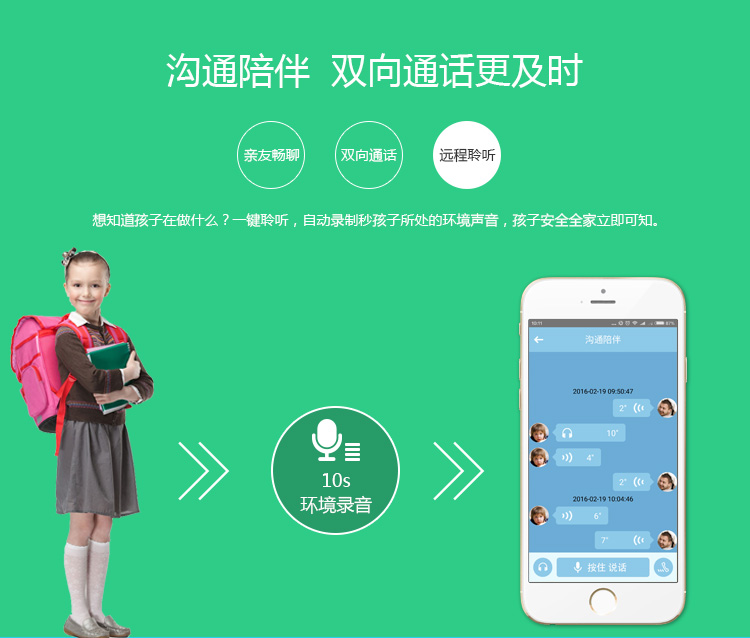 沟通陪伴 双向通话更及时
亲友畅聊
双向通话
远程聆听
想知道孩子在做什么？一键聆听，自动录制秒孩子所处的环境声音，孩子安全全家立即可知。
10s
环境录音
10:11
81%
沟通陪伴
2016-02-19 09:50:47
2"
10"
4"
2"
2016-02-19 10:04:46
6"
7"
按住 说话